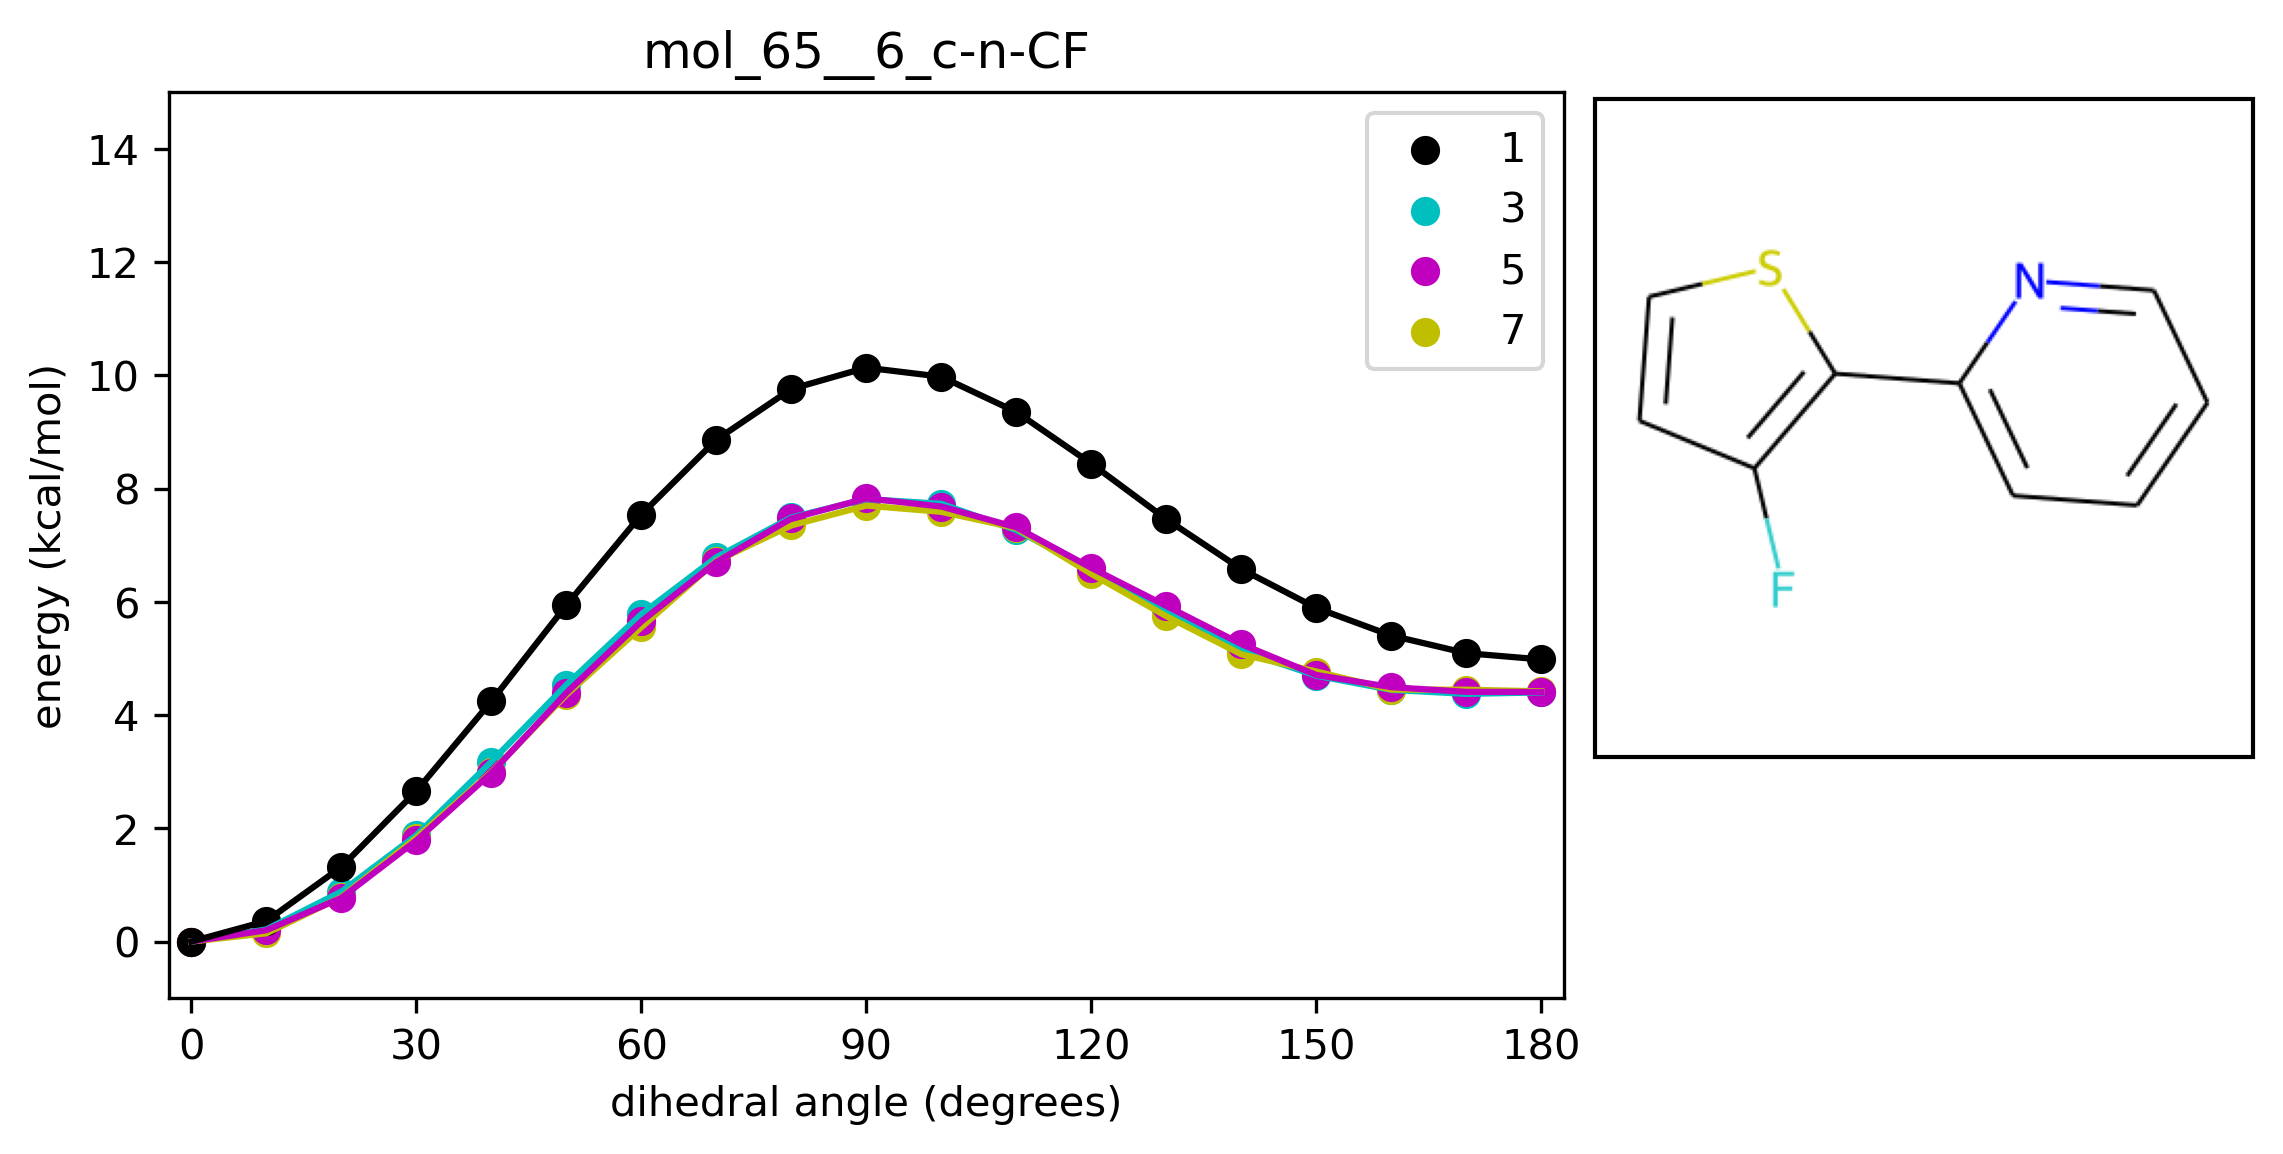 mol_65__6_c-n-CF
energy (kcal/mol)
14
12
10
8
6
4
2
0
0 30 60 90 120 150 180
dihedral angle (degrees)
1
3
5
7
S
N
F